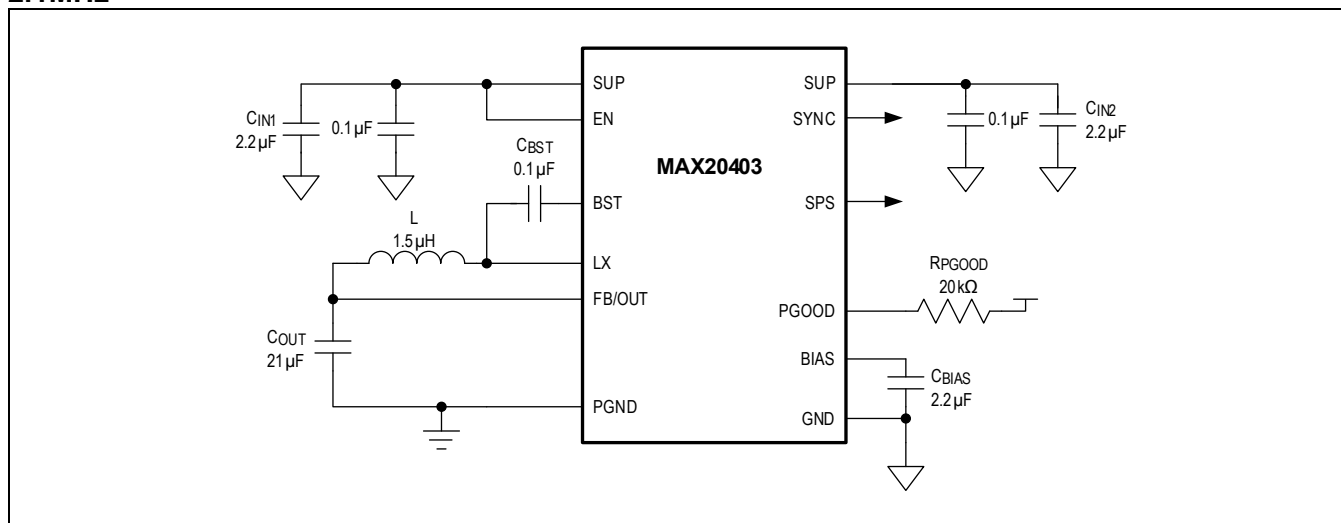 SUP
EN
BST
LX
FB/OUT
PGND
SUP
SYNC
SPS
PGOOD
BIAS
GND
MAX20403
CIN1
2.2µF
0.1µF
CBST
0.1µF
L
1.5µH
COUT
21µF
0.1µF
CIN2
2.2µF
RPGOOD
20kΩ
CBIAS
2.2µF